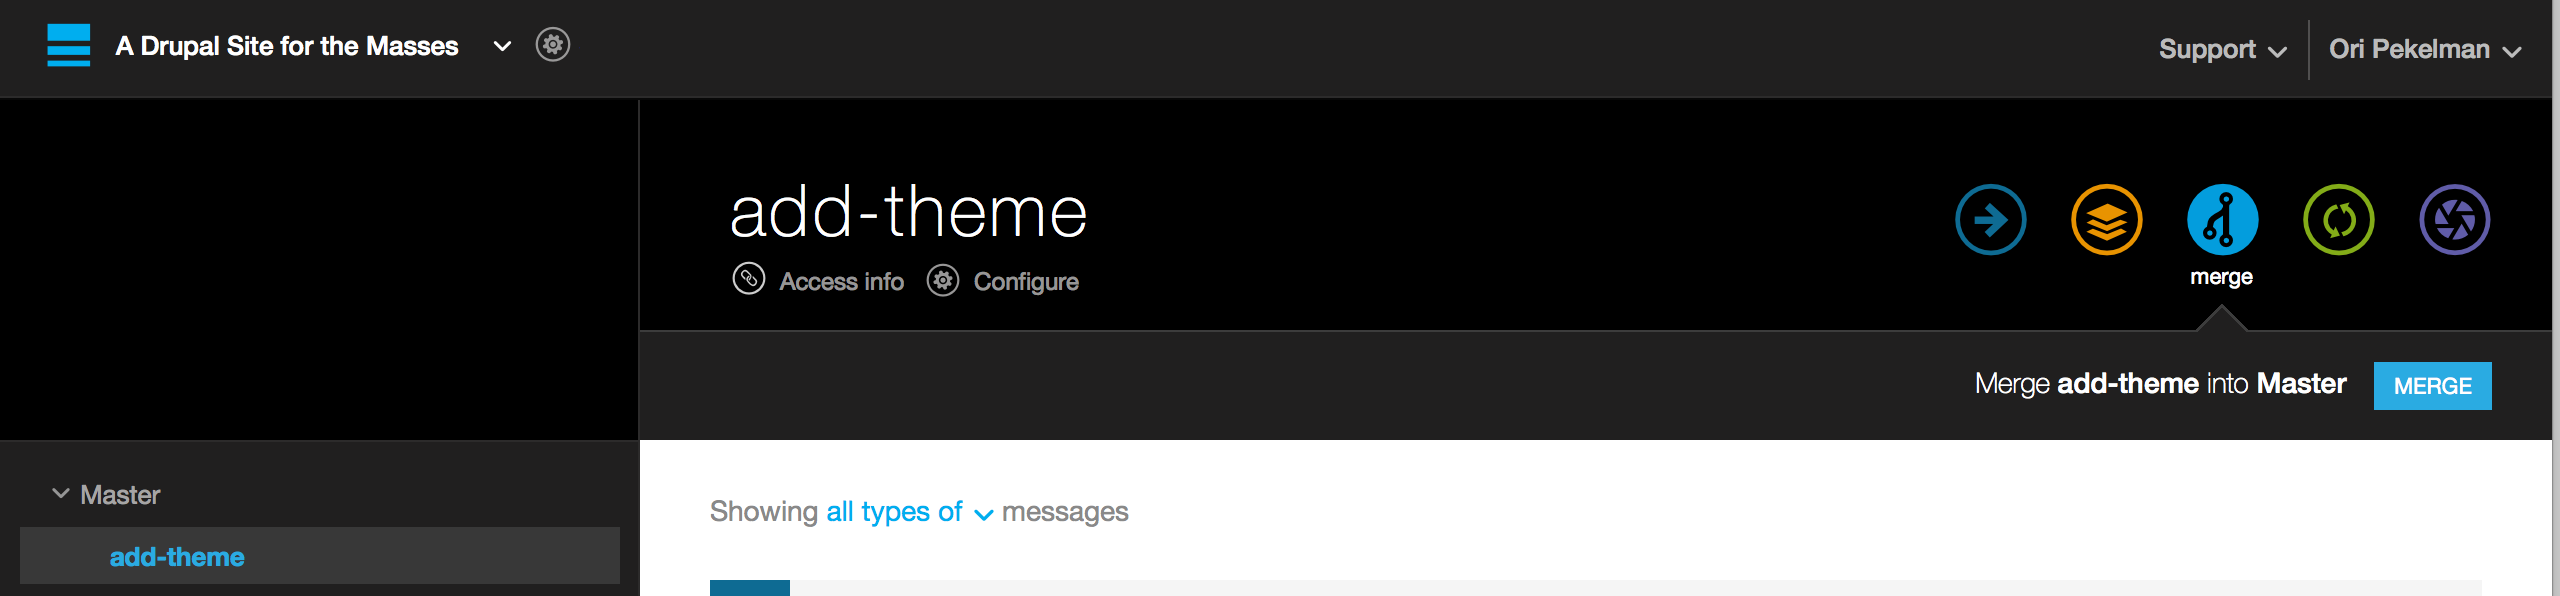 A Drupal Site for the Masses
Support
Ori Pekelman
add-theme
Access info
Configure
merge
Merge add-theme into Master
MERGE
Master
add-theme
Showing all types of messages